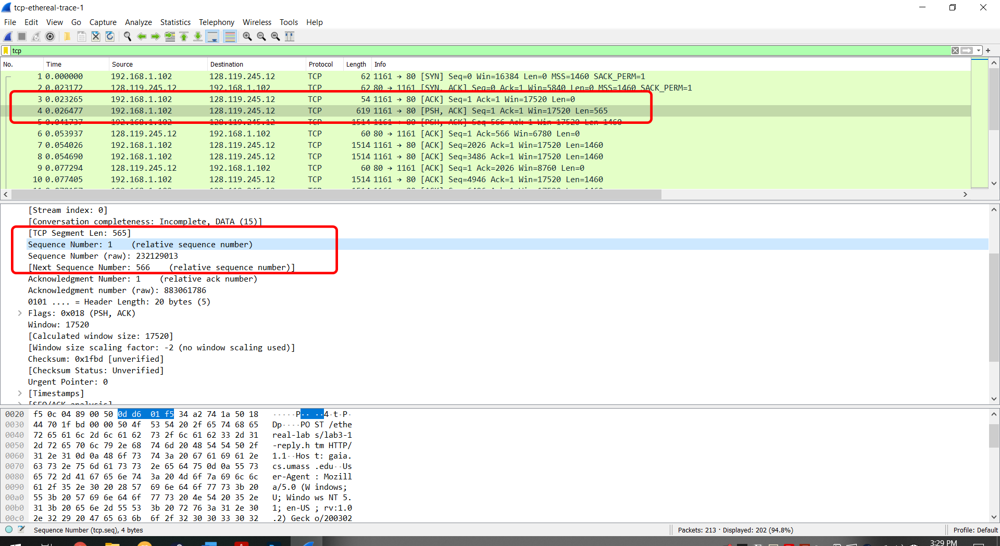 tcp-ethereal-trace-1
File Edit View Go Capture Analyze Statistics Telephony Wireless Tools Help
tcp
No. Time Source Destination Protocol Length Info
1 0.000000 192.168.1.102 128.119.245.12 TCP 62 1161 → 80 [SYN] Seq=0 Win=16384 Len=0 MSS=1460 SACK_PERM=1
2 0.023172 128.119.245.12 192.168.1.102 TCP 62 80 → 1161 [SYN, ACK] Seq=0 Ack=1 Win=5840 Len=0 MSS=1460 SACK_PERM=1
3 0.023265 192.168.1.102 128.119.245.12 TCP 54 1161 → 80 [ACK] Seq=1 Ack=1 Win=17520 Len=0
4 0.026477 192.168.1.102 128.119.245.12 TCP 619 1161 → 80 [PSH, ACK] Seq=1 Ack=1 Win=17520 Len=565
5 0.041737 192.168.1.102 128.119.245.12 TCP 1514 1161 → 80 [PSH, ACK] Seq=566 Ack=1 Win=17520 Len=1460
6 0.053937 128.119.245.12 192.168.1.102 TCP 60 80 → 1161 [ACK] Seq=1 Ack=566 Win=6780 Len=0
7 0.054026 192.168.1.102 128.119.245.12 TCP 1514 1161 → 80 [ACK] Seq=2026 Ack=1 Win=17520 Len=1460
8 0.054690 192.168.1.102 128.119.245.12 TCP 1514 1161 → 80 [ACK] Seq=3486 Ack=1 Win=17520 Len=1460
9 0.077294 128.119.245.12 192.168.1.102 TCP 60 80 → 1161 [ACK] Seq=1 Ack=2026 Win=8760 Len=0
10 0.077405 192.168.1.102 128.119.245.12 TCP 1514 1161 → 80 [ACK] Seq=4946 Ack=1 Win=17520 Len=1460
[Stream index: 0]
[Conversation completeness: Incomplete, DATA (15)]
[TCP Segment Len: 565]
Sequence Number: 1    (relative sequence number)
Sequence Number (raw): 232129013
[Next Sequence Number: 566    (relative sequence number)]
Acknowledgment Number: 1    (relative ack number)
Acknowledgment number (raw): 883061786
0101 .... = Header Length: 20 bytes (5)
Flags: 0x018 (PSH, ACK)
Window: 17520
[Calculated window size: 17520]
[Window size scaling factor: -2 (no window scaling used)]
Checksum: 0x1fbd [unverified]
[Checksum Status: Unverified]
Urgent Pointer: 0
[Timestamps]
[SEQ/ACK analysis]
0020 f5 0c 04 89 00 50 0d d6 01 f5 34 a2 74 1a 50 18 ·····P·· ··4·t·P·
0030 44 70 1f bd 00 00 50 4f 53 54 20 2f 65 74 68 65 Dp····PO ST /ethe
0040 72 65 61 6c 2d 6c 61 62 73 2f 6c 61 62 33 2d 31 real-lab s/lab3-1
0050 2d 72 65 70 6c 79 2e 68 74 6d 20 48 54 54 50 2f -reply.h tm HTTP/
0060 31 2e 31 0d 0a 48 6f 73 74 3a 20 67 61 69 61 2e 1.1··Hos t: gaia.
0070 63 73 2e 75 6d 61 73 73 2e 65 64 75 0d 0a 55 73 cs.umass .edu··Us
0080 65 72 2d 41 67 65 6e 74 3a 20 4d 6f 7a 69 6c 6c er-Agent : Mozill
0090 61 2f 35 2e 30 20 28 57 69 6e 64 6f 77 73 3b 20 a/5.0 (W indows;
00a0 55 3b 20 57 69 6e 64 6f 77 73 20 4e 54 20 35 2e U; Windo ws NT 5.
00b0 31 3b 20 65 6e 2d 55 53 3b 20 72 76 3a 31 2e 30 1; en-US ; rv:1.0
00c0 2e 32 29 20 47 65 63 6b 6f 2f 32 30 30 33 30 32 .2) Geck o/200302
Sequence Number (tcp.seq), 4 bytes Packets: 213 · Displayed: 202 (94.8%) Profile: Default
3:29 PM